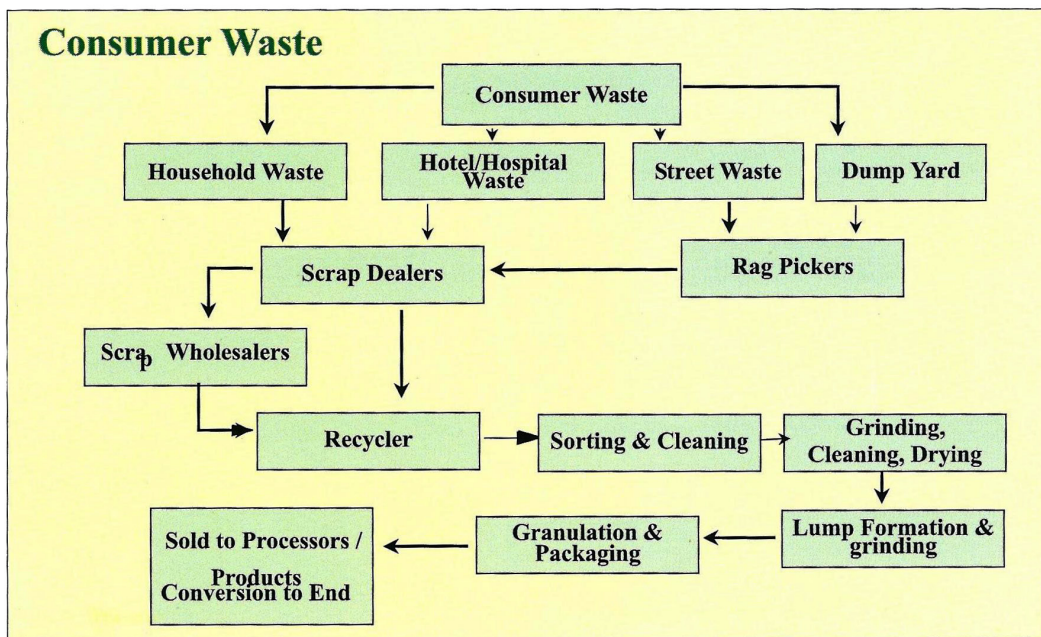 Consumer Waste
Consumer Waste
Household Waste
Hotel/Hospital
Waste
Street Waste
Dump Yard
Scrap Dealers
Rag Pickers
Scrap Wholesalers
Recycler
Sorting & Cleaning
Grinding,
Cleaning, Drying
Sold to Processors /
Products
Conversion to End
Granulation &
Packaging
Lump Formation &
grinding